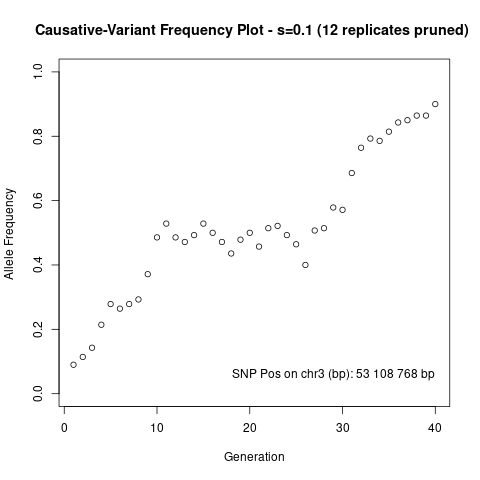 Causative-Variant Frequency Plot - s=0.1 (12 replicates pruned)
Allele Frequency
1.0
0.8
0.6
0.4
0.2
0.0
SNP Pos on chr3 (bp): 53 108 768 bp
0 10 20 30 40
Generation